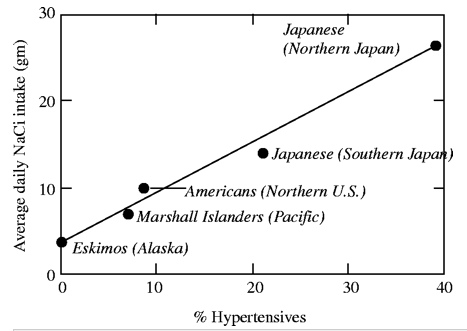 30
20
10
0
Average daily NaCi intake (gm)
Japanese
(Northern Japan)
Japanese (Southern Japan)
Americans (Northern U.S.)
Marshall Islanders (Pacific)
Eskimos (Alaska)
0 10 20 30 40
% Hypertensives